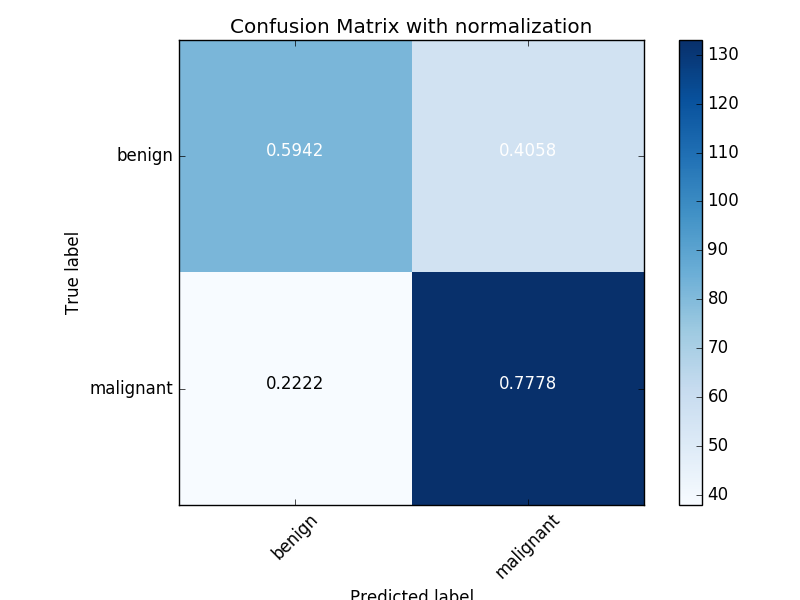 Confusion Matrix with normalization
130
120
110
100
90
80
70
60
50
40
True label
benign
malignant
0.5942
0.4058
0.2222
0.7778
benign
malignant
Predicted label